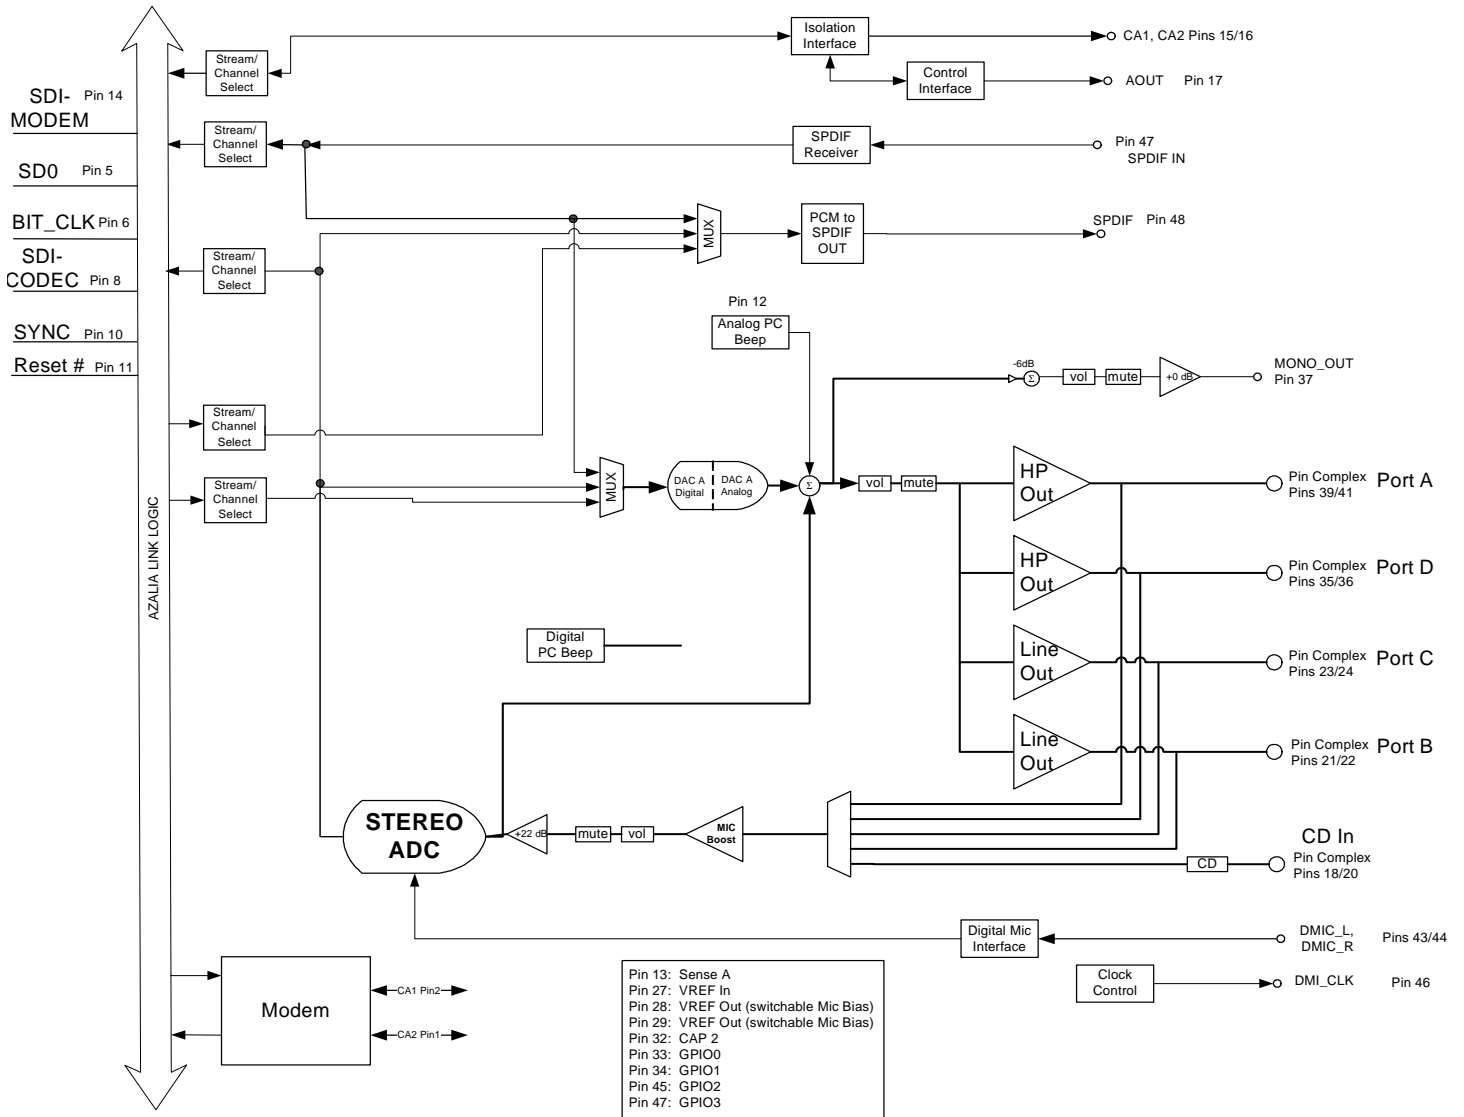 Isolation
Interface
CA1, CA2 Pins 15/16
Stream/
Channel
Select
Control
Interface
AOUT Pin 17
SDI-
MODEM
Pin 14
Stream/
Channel
Select
SPDIF
Receiver
Pin 47
SPDIF IN
SD0 Pin 5
BIT_CLK Pin 6
MUX
PCM to
SPDIF
OUT
SPDIF Pin 48
SDI-
CODEC Pin 8
Stream/
Channel
Select
SYNC Pin 10
Reset # Pin 11
Pin 12
Analog PC
Beep
-6dB
Σ
vol
mute
+0 dB
MONO_OUT
Pin 37
Stream/
Channel
Select
Stream/
Channel
Select
MUX
DAC A
Digital
DAC A
Analog
Σ
vol
mute
HP
Out
Pin Complex
Pins 39/41
Port A
HP
Out
Pin Complex
Pins 35/36
Port D
AZALIA LINK LOGIC
Digital
PC Beep
Line
Out
Pin Complex
Pins 23/24
Port C
Line
Out
Pin Complex
Pins 21/22
Port B
STEREO
ADC
+22 dB
mute
vol
MIC
Boost
CD
CD In
Pin Complex
Pins 18/20
Digital Mic
Interface
DMIC_L,
DMIC_R
Pins 43/44
Clock
Control
DMI_CLK Pin 46
Modem
CA1 Pin2
CA2 Pin1
Pin 13: Sense A
Pin 27: VREF In
Pin 28: VREF Out (switchable Mic Bias)
Pin 29: VREF Out (switchable Mic Bias)
Pin 32: CAP 2
Pin 33: GPIO0
Pin 34: GPIO1
Pin 45: GPIO2
Pin 47: GPIO3